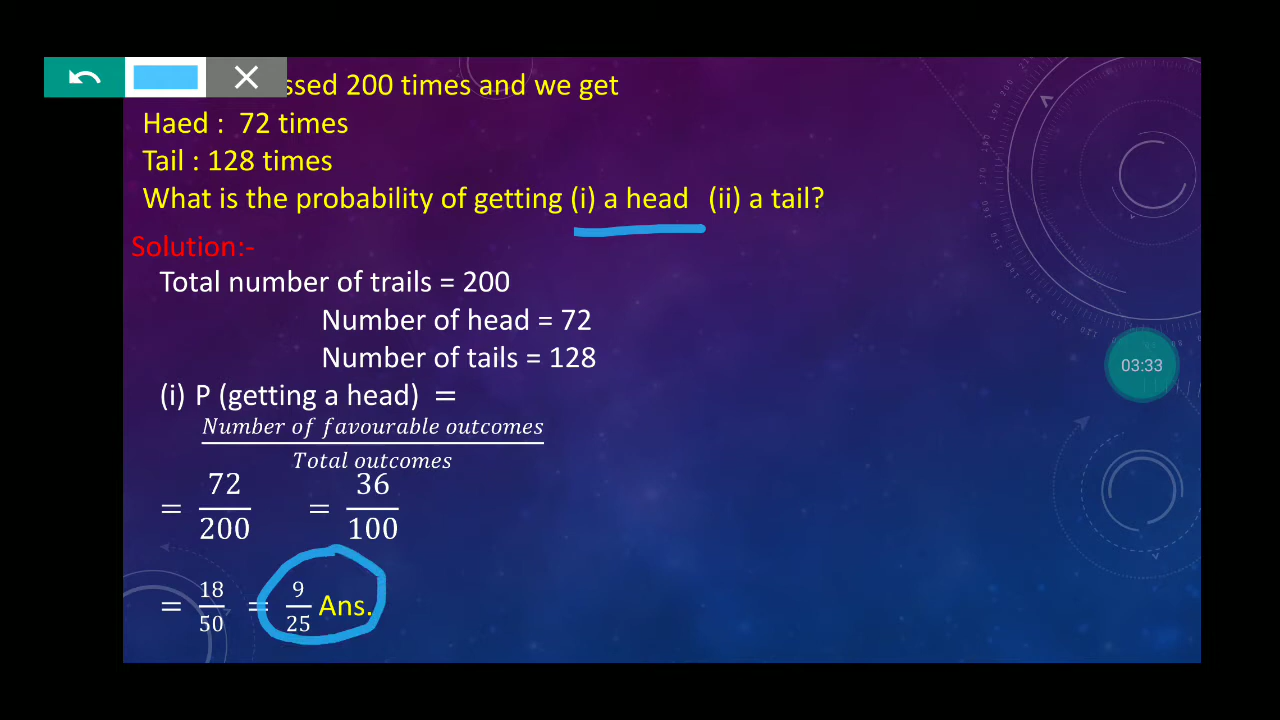 ssed 200 times and we get
Haed : 72 times
Tail : 128 times
What is the probability of getting (i) a head (ii) a tail?
Solution:-
Total number of trails = 200
Number of head = 72
Number of tails = 128
(i) P (getting a head) =
Number of favourable outcomes
Total outcomes
= 72/200 = 36/100
= 18/50 = 9/25 Ans.
03:33